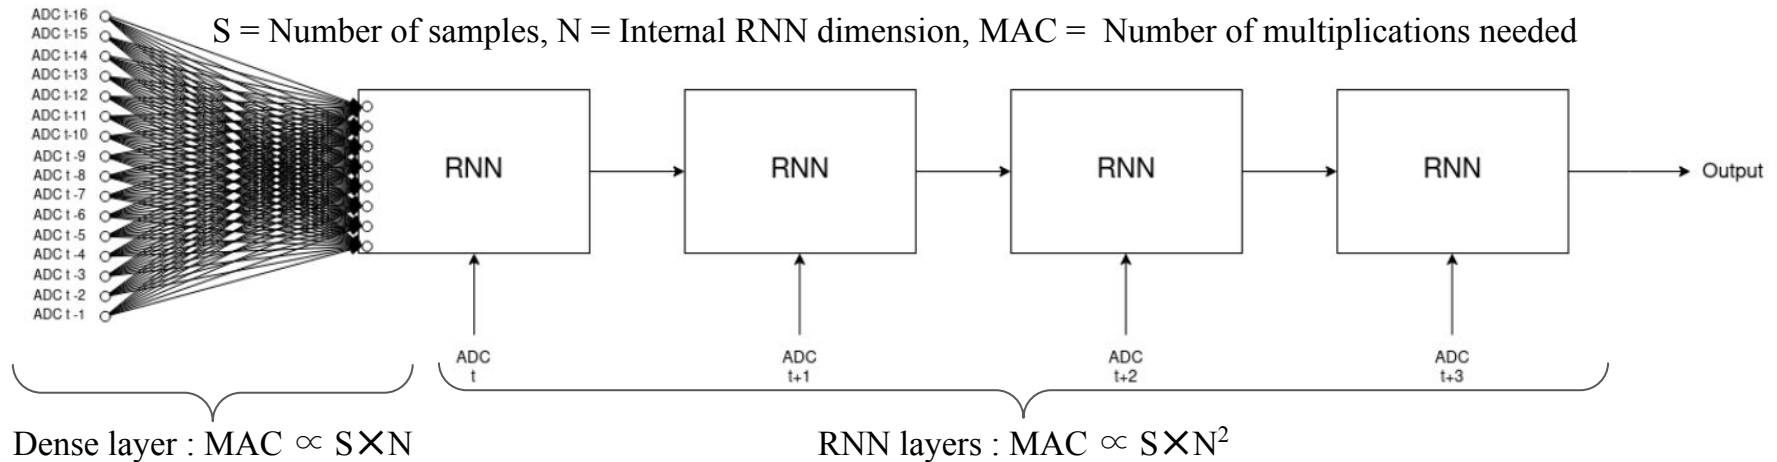 S = Number of samples, N = Internal RNN dimension, MAC = Number of multiplications needed
ADC t-16
ADC t-15
ADC t-14
ADC t-13
ADC t-12
ADC t-11
ADC t-10
ADC t -9
ADC t -8
ADC t -7
ADC t -6
ADC t -5
ADC t -4
ADC t -3
ADC t -2
ADC t -1
RNN
RNN
RNN
RNN
Output
ADC
t
ADC
t+1
ADC
t+2
ADC
t+3
Dense layer : MAC ∝ S✕N
RNN layers : MAC ∝ S✕N²